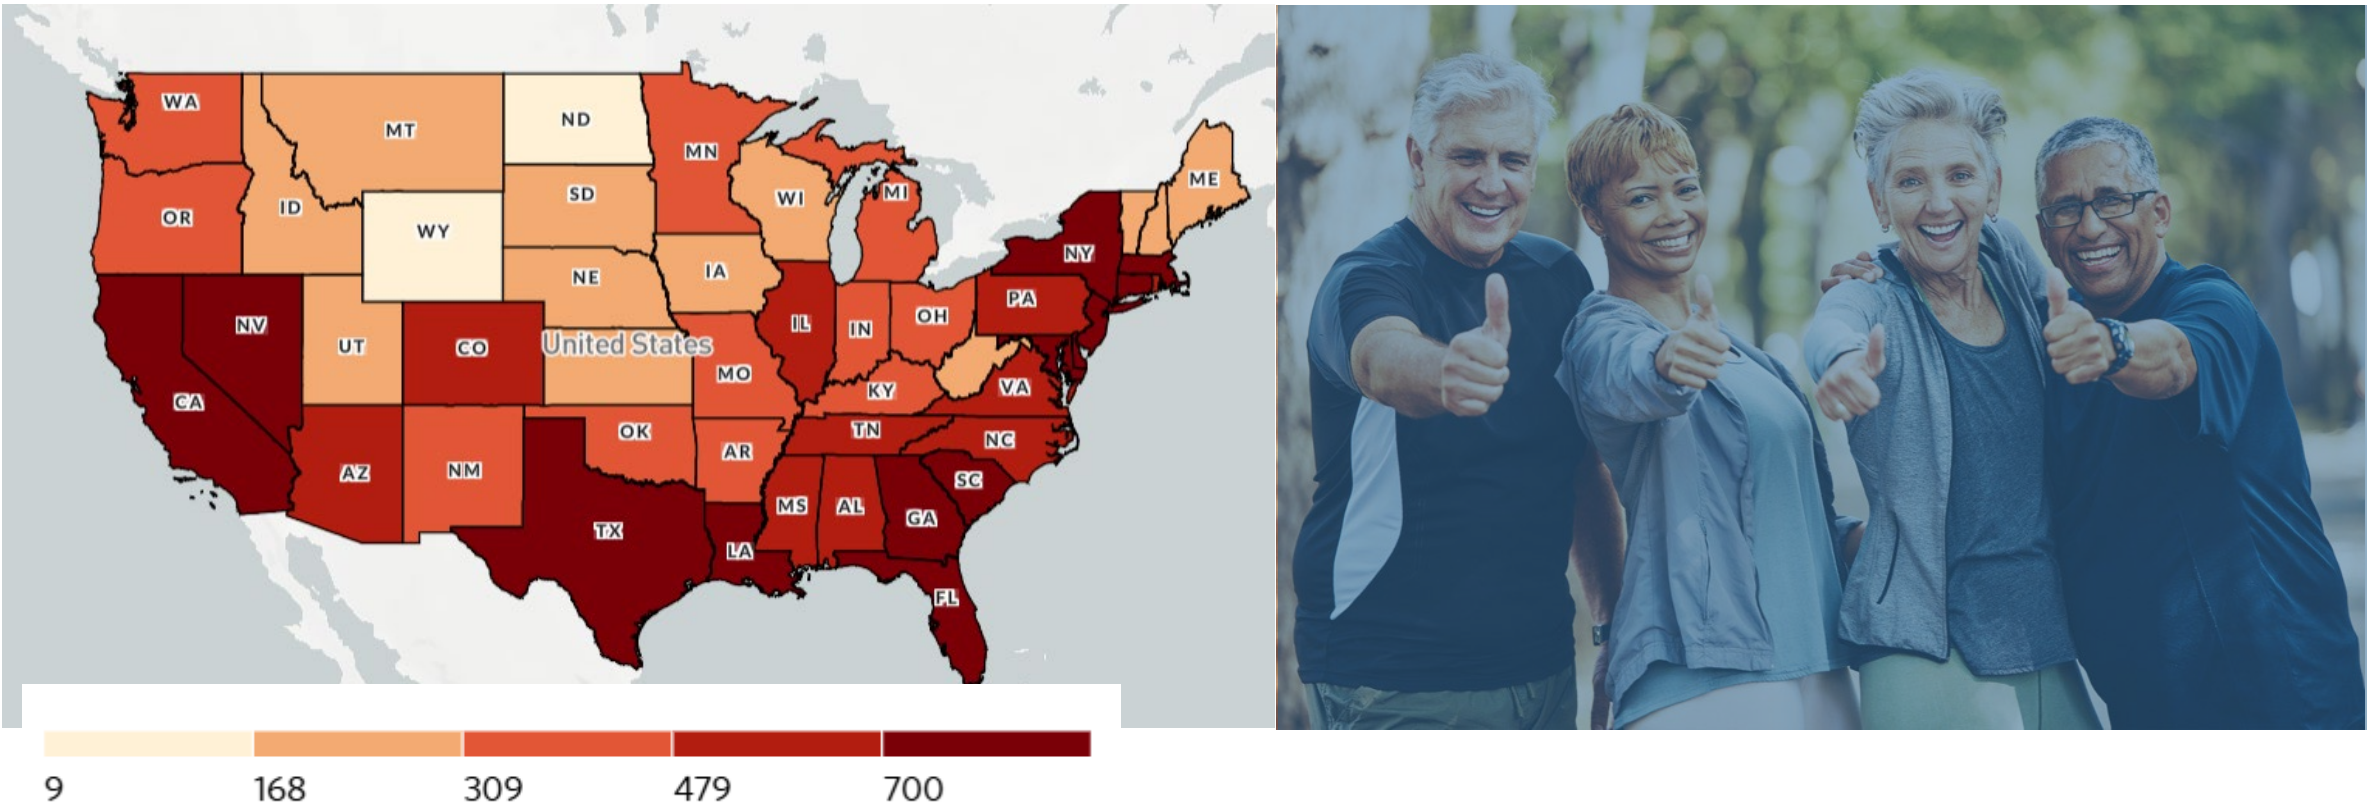 WA
MT
ND
MN
ME
OR
ID
SD
WI
MI
WY
NY
NE
IA
PA
NV
UT
CO
United States
IL
IN
OH
MO
CA
KY
VA
OK
TN
NC
AZ
NM
AR
SC
MS
AL
GA
TX
LA
FL
9 168 309 479 700